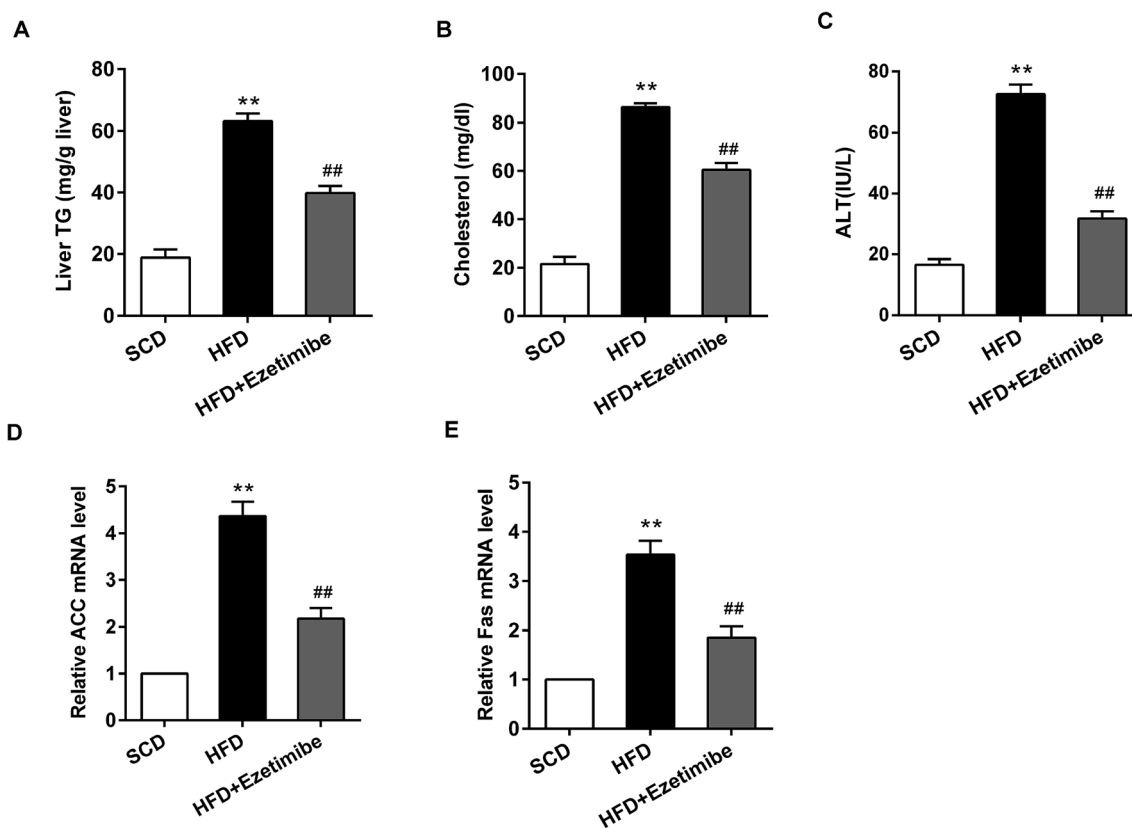 A
Liver TG (mg/g liver)
80
60
40
20
0
**
##
SCD
HFD
HFD+Ezetimibe
B
Cholesterol (mg/dl)
100
80
60
40
20
0
**
##
SCD
HFD
HFD+Ezetimibe
C
ALT(IU/L)
80
60
40
20
0
**
##
SCD
HFD
HFD+Ezetimibe
D
Relative ACC mRNA level
5
4
3
2
1
0
**
##
SCD
HFD
HFD+Ezetimibe
E
Relative Fas mRNA level
5
4
3
2
1
0
**
##
SCD
HFD
HFD+Ezetimibe